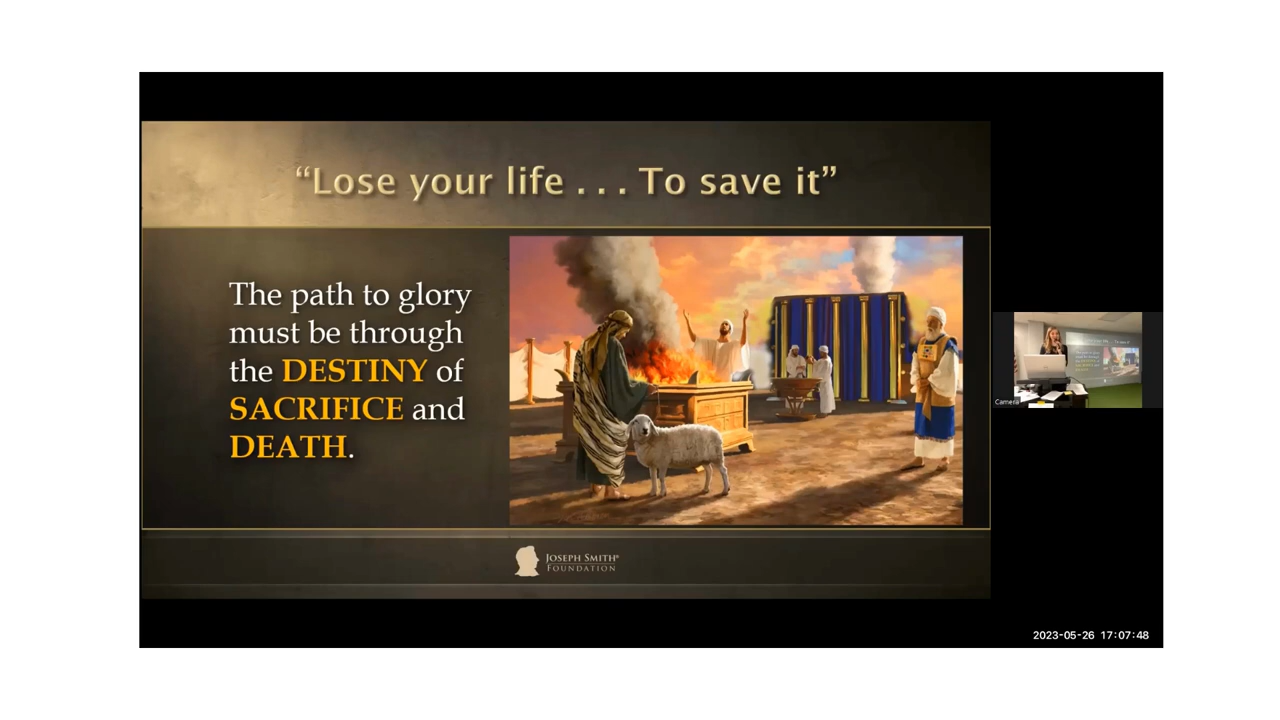 “Lose your life . . . To save it”
The path to glory
must be through
the DESTINY of
SACRIFICE and
DEATH.
JOSEPH SMITH®
FOUNDATION
Camera
2023-05-26 17:07:48